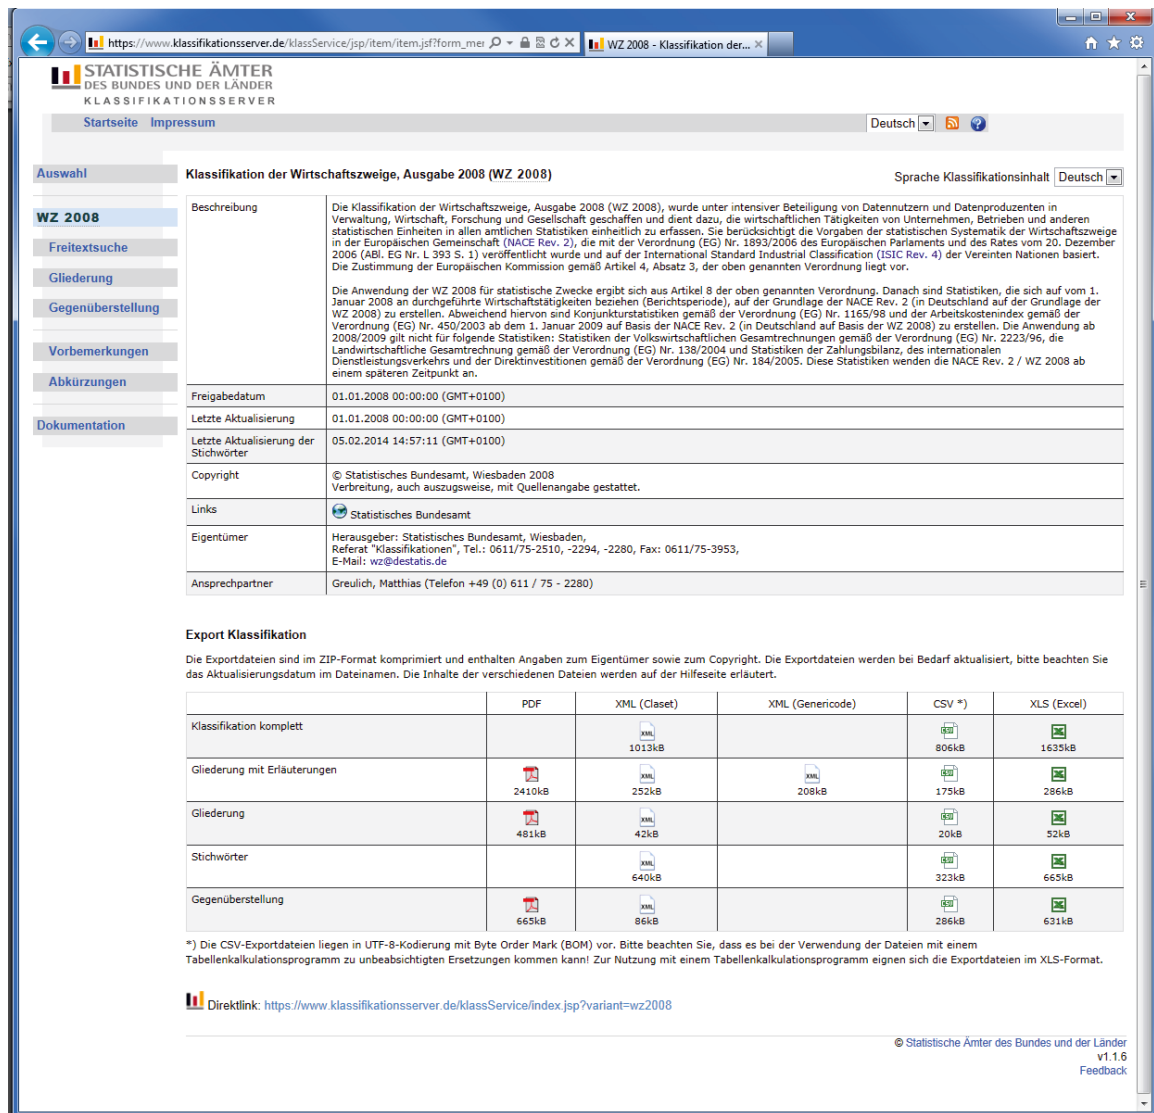 https://www.klassifikationsserver.de/klassService/jsp/item/item.jsf?form_mer
WZ 2008 - Klassifikation der...
STATISTISCHE ÄMTER
DES BUNDES UND DER LÄNDER
KLASSIFIKATIONSSERVER
Startseite Impressum
Deutsch
Auswahl
WZ 2008
Freitextsuche
Gliederung
Gegenüberstellung
Vorbemerkungen
Abkürzungen
Dokumentation
Klassifikation der Wirtschaftszweige, Ausgabe 2008 (WZ 2008)
Sprache Klassifikationsinhalt Deutsch
Beschreibung
Die Klassifikation der Wirtschaftszweige, Ausgabe 2008 (WZ 2008), wurde unter intensiver Beteiligung von Datennutzern und Datenproduzenten in
Verwaltung, Wirtschaft, Forschung und Gesellschaft geschaffen und dient dazu, die wirtschaftlichen Tätigkeiten von Unternehmen, Betrieben und anderen
statistischen Einheiten in allen amtlichen Statistiken einheitlich zu erfassen. Sie berücksichtigt die Vorgaben der statistischen Systematik der Wirtschaftszweige
in der Europäischen Gemeinschaft (NACE Rev. 2), die mit der Verordnung (EG) Nr. 1893/2006 des Europäischen Parlaments und des Rates vom 20. Dezember
2006 (ABl. EG Nr. L 393 S. 1) veröffentlicht wurde und auf der International Standard Industrial Classification (ISIC Rev. 4) der Vereinten Nationen basiert.
Die Zustimmung der Europäischen Kommission gemäß Artikel 4, Absatz 3, der oben genannten Verordnung liegt vor.
Die Anwendung der WZ 2008 für statistische Zwecke ergibt sich aus Artikel 8 der oben genannten Verordnung. Danach sind Statistiken, die sich auf vom 1.
Januar 2008 an durchgeführte Wirtschaftstätigkeiten beziehen (Berichtsperiode), auf der Grundlage der NACE Rev. 2 (in Deutschland auf der Grundlage der
WZ 2008) zu erstellen. Abweichend hiervon sind Konjunkturstatistiken gemäß der Verordnung (EG) Nr. 1165/98 und der Arbeitskostenindex gemäß der
Verordnung (EG) Nr. 450/2003 ab dem 1. Januar 2009 auf Basis der NACE Rev. 2 (in Deutschland auf Basis der WZ 2008) zu erstellen. Die Anwendung ab
2008/2009 gilt nicht für folgende Statistiken: Statistiken der Volkswirtschaftlichen Gesamtrechnungen gemäß der Verordnung (EG) Nr. 2223/96, die
Landwirtschaftliche Gesamtrechnung gemäß der Verordnung (EG) Nr. 138/2004 und Statistiken der Zahlungsbilanz, des internationalen
Dienstleistungsverkehrs und der Direktinvestitionen gemäß der Verordnung (EG) Nr. 184/2005. Diese Statistiken wenden die NACE Rev. 2 / WZ 2008 ab
einem späteren Zeitpunkt an.
Freigabedatum 01.01.2008 00:00:00 (GMT+0100)
Letzte Aktualisierung 01.01.2008 00:00:00 (GMT+0100)
Letzte Aktualisierung der 05.02.2014 14:57:11 (GMT+0100)
Stichwörter
Copyright © Statistisches Bundesamt, Wiesbaden 2008
Verbreitung, auch auszugsweise, mit Quellenangabe gestattet.
Links Statistisches Bundesamt
Eigentümer Herausgeber: Statistisches Bundesamt, Wiesbaden,
Referat "Klassifikationen", Tel.: 0611/75-2510, -2294, -2280, Fax: 0611/75-3953,
E-Mail: wz@destatis.de
Ansprechpartner Greulich, Matthias (Telefon +49 (0) 611 / 75 - 2280)
Export Klassifikation
Die Exportdateien sind im ZIP-Format komprimiert und enthalten Angaben zum Eigentümer sowie zum Copyright. Die Exportdateien werden bei Bedarf aktualisiert, bitte beachten Sie
das Aktualisierungsdatum im Dateinamen. Die Inhalte der verschiedenen Dateien werden auf der Hilfeseite erläutert.
PDF XML (Claset) XML (Genericode) CSV *) XLS (Excel)
Klassifikation komplett
1013kB 806kB 1635kB
Gliederung mit Erläuterungen
2410kB 252kB 208kB 175kB 286kB
Gliederung
481kB 42kB 20kB 52kB
Stichwörter
640kB 323kB 665kB
Gegenüberstellung
665kB 86kB 286kB 631kB
*) Die CSV-Exportdateien liegen in UTF-8-Kodierung mit Byte Order Mark (BOM) vor. Bitte beachten Sie, dass es bei der Verwendung der Dateien mit einem
Tabellenkalkulationsprogramm zu unbeabsichtigten Ersetzungen kommen kann! Zur Nutzung mit einem Tabellenkalkulationsprogramm eignen sich die Exportdateien im XLS-Format.
Direktlink: https://www.klassifikationsserver.de/klassService/index.jsp?variant=wz2008
© Statistische Ämter des Bundes und der Länder
v1.1.6
Feedback